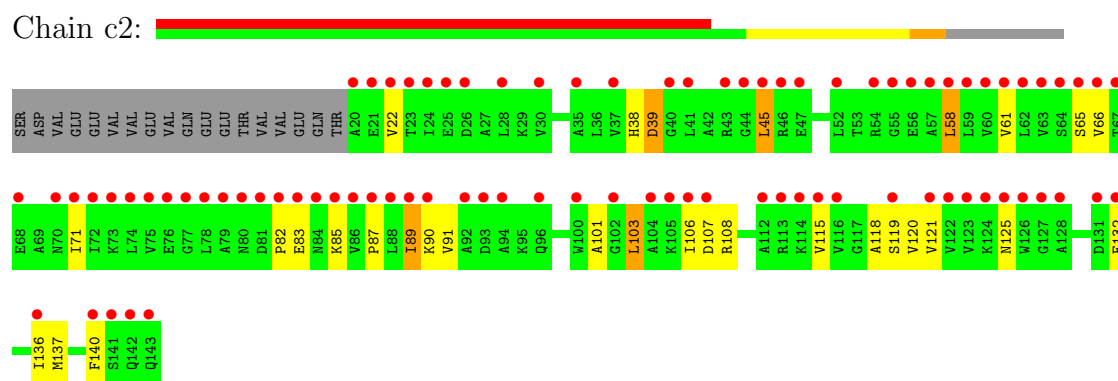 Chain c2:
SER ASP VAL GLU GLU VAL VAL GLU VAL GLN GLU GLU THR VAL VAL GLU GLN THR A20 E21 V22 T23 I24 E25 D26 A27 L28 K29 V30 A35 L36 V37 H38 D39 G40 L41 A42 R43 G44 L45 R46 E47 L52 T53 R54 G55 E56 A57 L58 L59 V60 V61 L62 V63 S64 S65 V66 T67
E68 A69 N70 I71 I72 K73 L74 V75 E76 G77 L78 A79 N80 D81 P82 E83 N84 K85 V86 P87 L88 I89 K90 V91 A92 D93 A94 K95 Q96 W100 A101 G102 L103 A104 K105 I106 D107 R108 A112 R113 K114 V115 V116 G117 A118 S119 V120 V121 V122 V123 K124 N125 W126 G127 A128 D131 E132
I136 M137 F140 S141 Q142 Q143